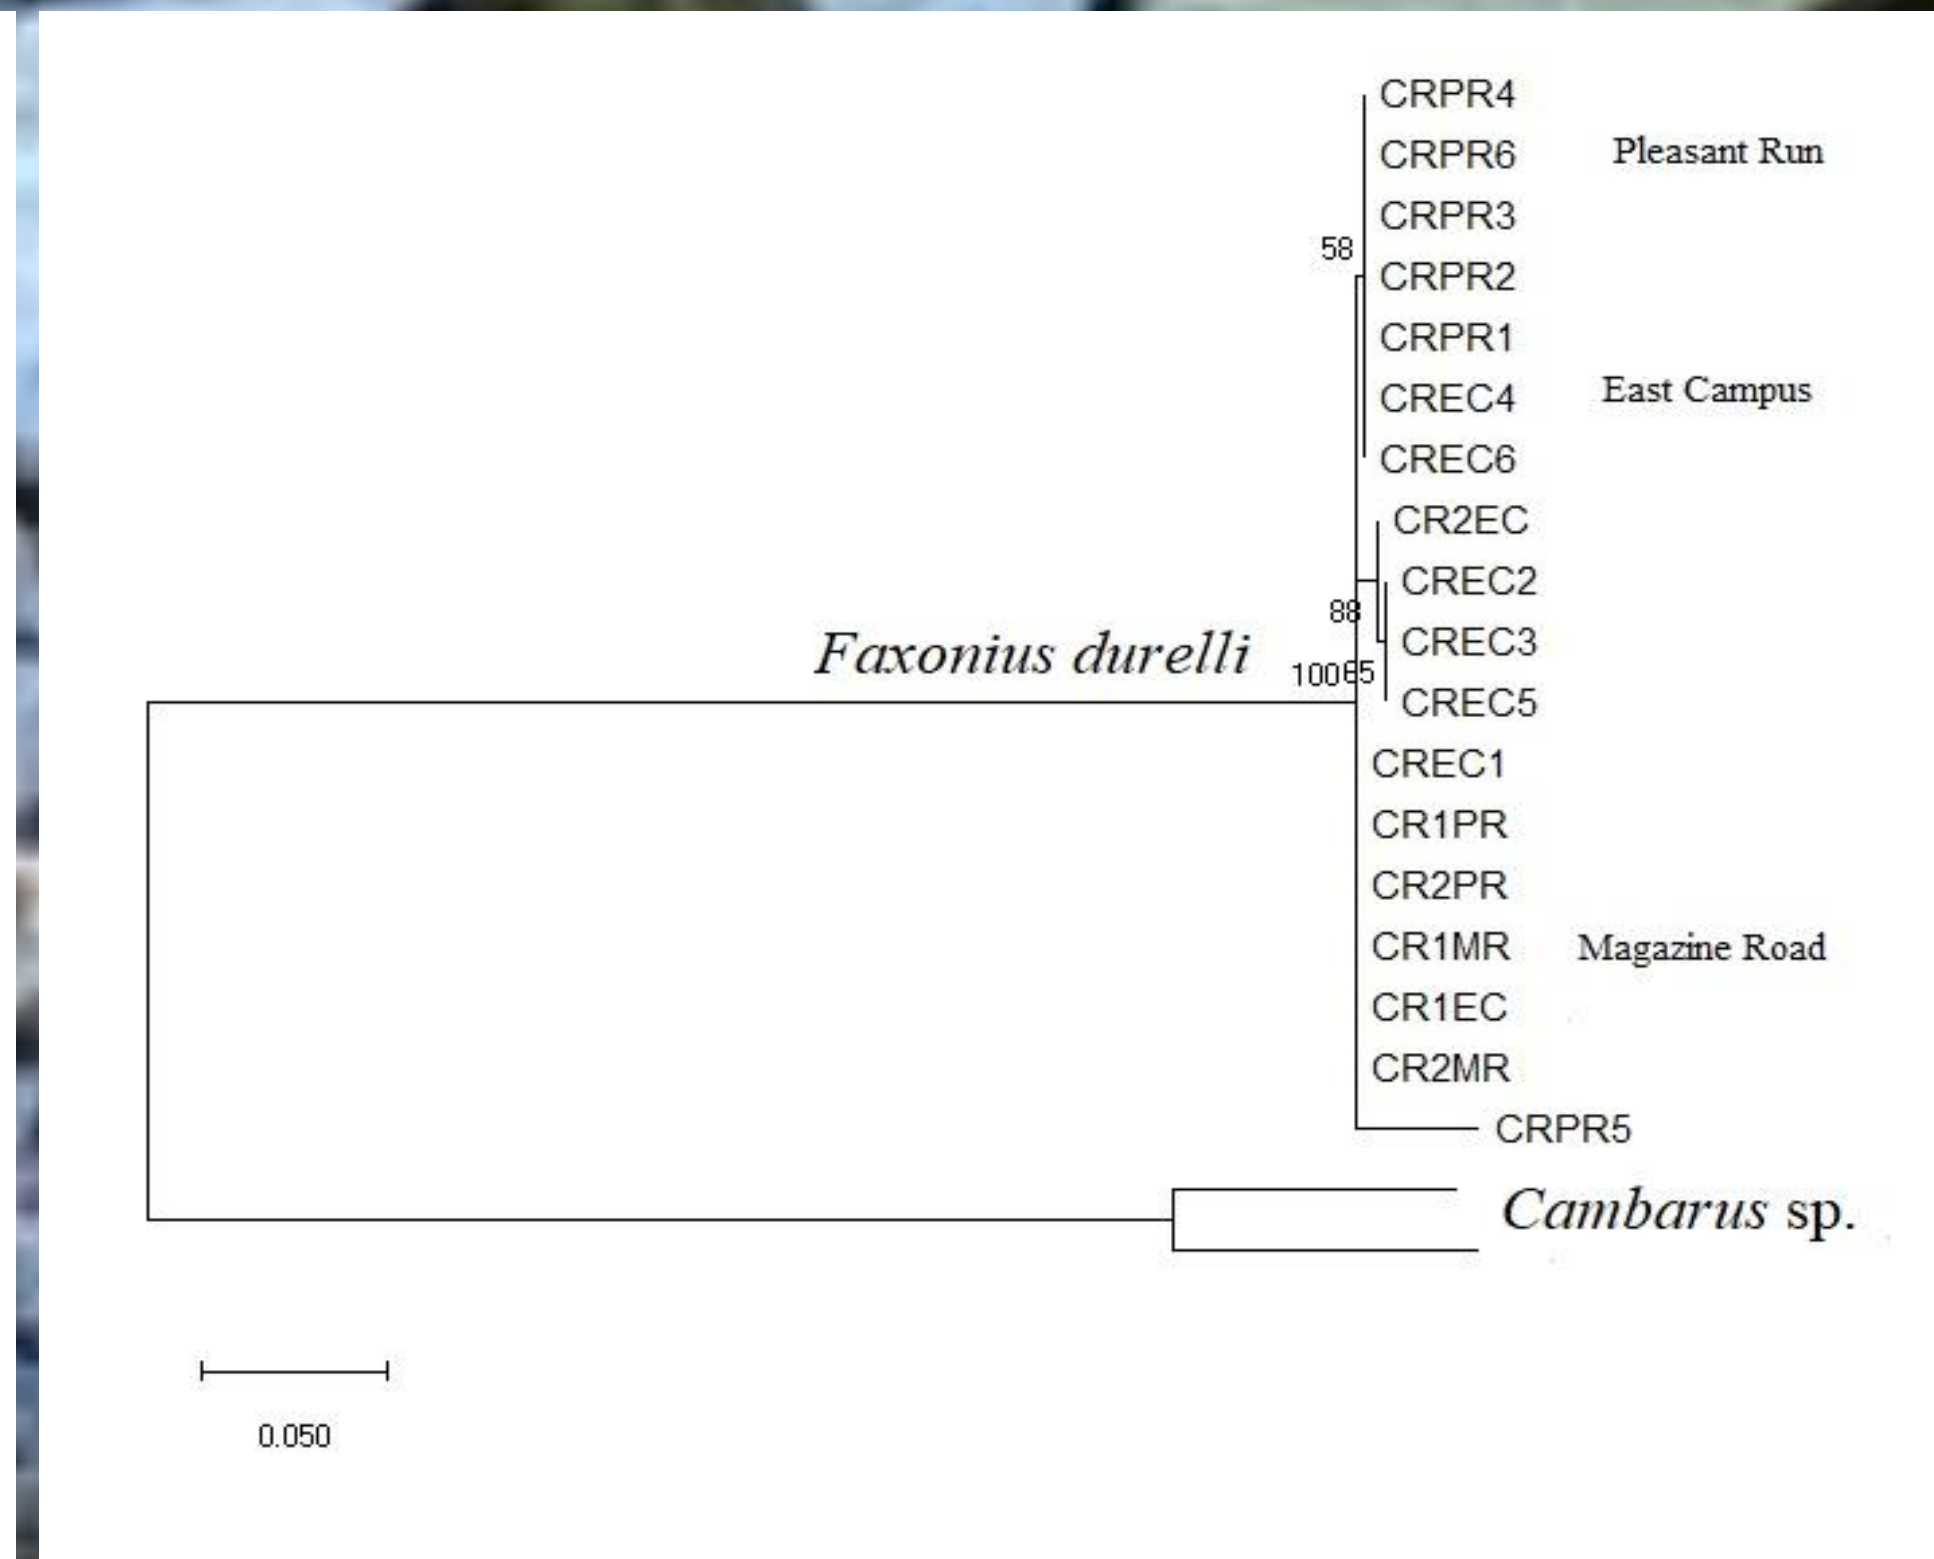 CRPR4
CRPR6 Pleasant Run
CRPR3
58
CRPR2
CRPR1
CREC4 East Campus
CREC6
CR2EC
CREC2
88
CREC3
Faxonius durelli
100 65
CREC5
CREC1
CR1PR
CR2PR
CR1MR Magazine Road
CR1EC
CR2MR
CRPR5
Cambarus sp.
0.050